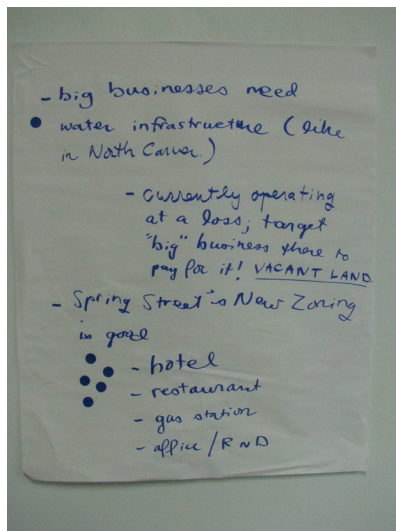 - big businesses need
water infrastructure (like
in North Carver.)
- currently operating
at a loss; target
"big" business there to
pay for it! VACANT LAND
- Spring Street's New Zoning
is good
- hotel
- restaurant
- gas station
- office/RND